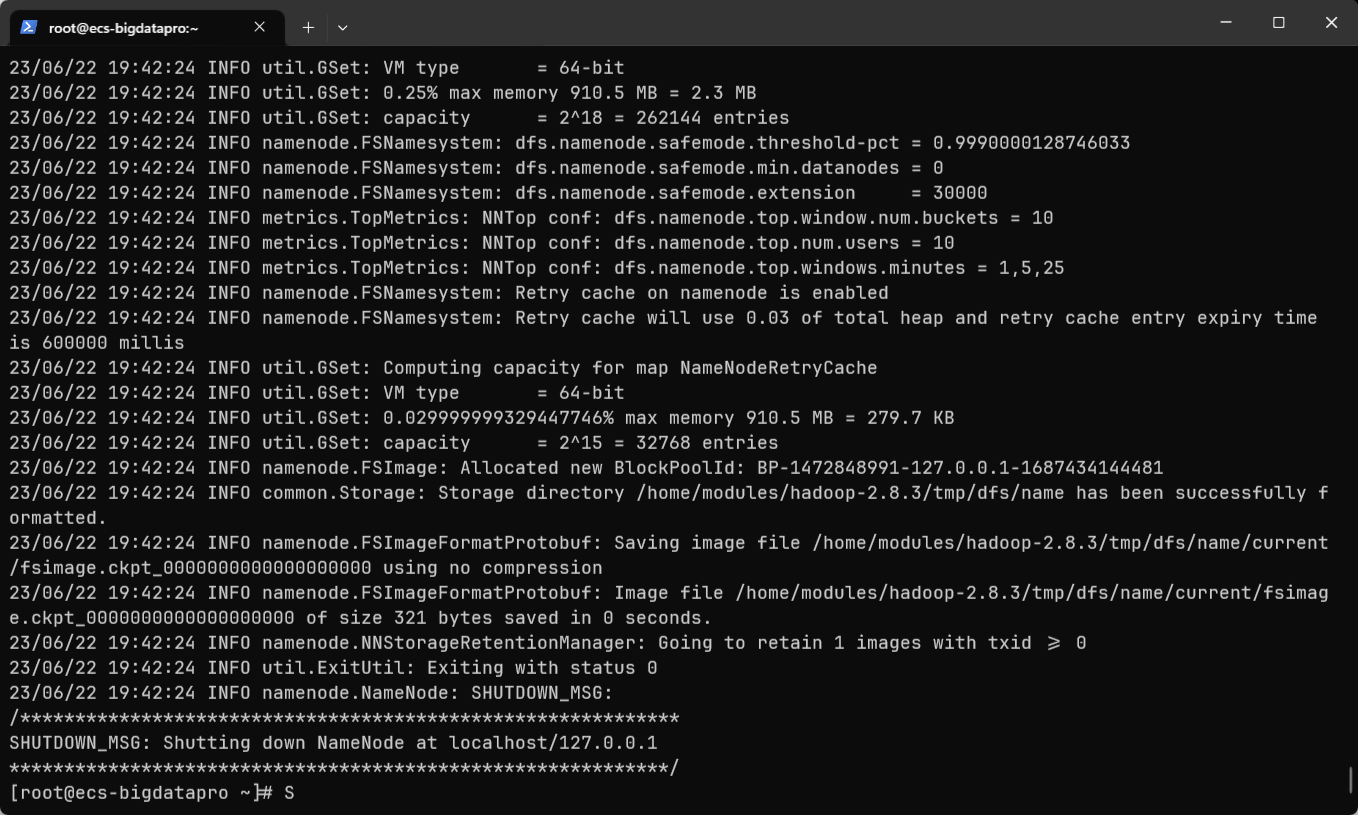 root@ecs-bigdatapro:~
23/06/22 19:42:24 INFO util.GSet: VM type       = 64-bit
23/06/22 19:42:24 INFO util.GSet: 0.25% max memory 910.5 MB = 2.3 MB
23/06/22 19:42:24 INFO util.GSet: capacity      = 2^18 = 262144 entries
23/06/22 19:42:24 INFO namenode.FSNamesystem: dfs.namenode.safemode.threshold-pct = 0.9990000128746033
23/06/22 19:42:24 INFO namenode.FSNamesystem: dfs.namenode.safemode.min.datanodes = 0
23/06/22 19:42:24 INFO namenode.FSNamesystem: dfs.namenode.safemode.extension     = 30000
23/06/22 19:42:24 INFO metrics.TopMetrics: NNTop conf: dfs.namenode.top.window.num.buckets = 10
23/06/22 19:42:24 INFO metrics.TopMetrics: NNTop conf: dfs.namenode.top.num.users = 10
23/06/22 19:42:24 INFO metrics.TopMetrics: NNTop conf: dfs.namenode.top.windows.minutes = 1,5,25
23/06/22 19:42:24 INFO namenode.FSNamesystem: Retry cache on namenode is enabled
23/06/22 19:42:24 INFO namenode.FSNamesystem: Retry cache will use 0.03 of total heap and retry cache entry expiry time
is 600000 millis
23/06/22 19:42:24 INFO util.GSet: Computing capacity for map NameNodeRetryCache
23/06/22 19:42:24 INFO util.GSet: VM type       = 64-bit
23/06/22 19:42:24 INFO util.GSet: 0.029999999329447746% max memory 910.5 MB = 279.7 KB
23/06/22 19:42:24 INFO util.GSet: capacity      = 2^15 = 32768 entries
23/06/22 19:42:24 INFO namenode.FSImage: Allocated new BlockPoolId: BP-1472848991-127.0.0.1-1687434144481
23/06/22 19:42:24 INFO common.Storage: Storage directory /home/modules/hadoop-2.8.3/tmp/dfs/name has been successfully f
ormatted.
23/06/22 19:42:24 INFO namenode.FSImageFormatProtobuf: Saving image file /home/modules/hadoop-2.8.3/tmp/dfs/name/current
/fsimage.ckpt_0000000000000000000 using no compression
23/06/22 19:42:24 INFO namenode.FSImageFormatProtobuf: Image file /home/modules/hadoop-2.8.3/tmp/dfs/name/current/fsimag
e.ckpt_0000000000000000000 of size 321 bytes saved in 0 seconds.
23/06/22 19:42:24 INFO namenode.NNStorageRetentionManager: Going to retain 1 images with txid >= 0
23/06/22 19:42:24 INFO util.ExitUtil: Exiting with status 0
23/06/22 19:42:24 INFO namenode.NameNode: SHUTDOWN_MSG:
/************************************************************
SHUTDOWN_MSG: Shutting down NameNode at localhost/127.0.0.1
************************************************************/
[root@ecs-bigdatapro ~]# S